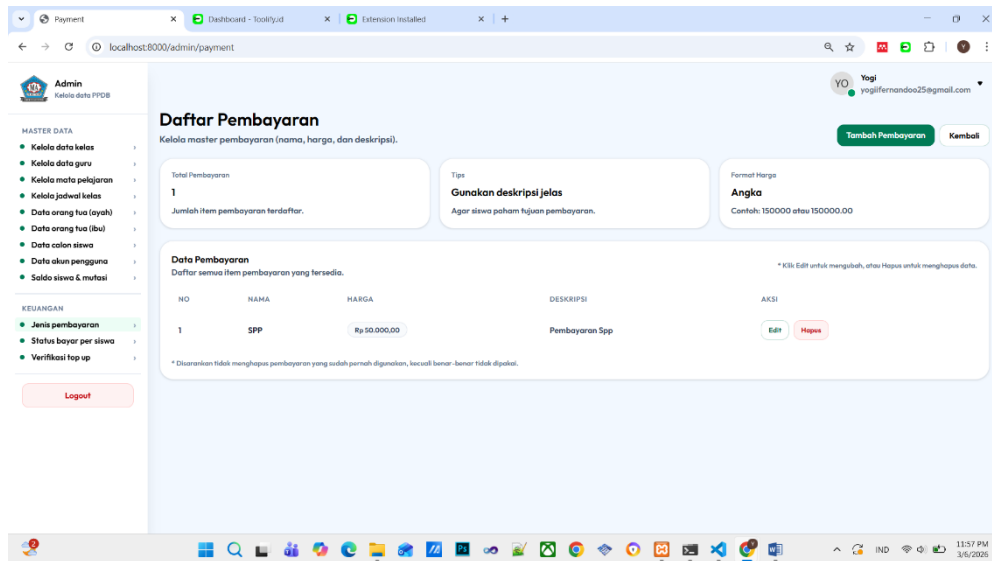 Payment
Dashboard - Toolify.id
Extension Installed
localhost:8000/admin/payment
Admin
Kelola data PPDB
YO
Yogi
yogiifernandoo25@gmail.com
Daftar Pembayaran
Kelola master pembayaran (nama, harga, dan deskripsi).
Tambah Pembayaran
Kembali
MASTER DATA
Kelola data kelas
Kelola data guru
Kelola mata pelajaran
Kelola jadwal kelas
Data orang tua (ayah)
Data orang tua (ibu)
Data calon siswa
Data akun pengguna
Saldo siswa & mutasi
KEUANGAN
Jenis pembayaran
Status bayar per siswa
Verifikasi top up
Logout
Total Pembayaran
1
Jumlah item pembayaran terdaftar.
Tips
Gunakan deskripsi jelas
Agar siswa paham tujuan pembayaran.
Format Harga
Angka
Contoh: 150000 atau 150000.00
Data Pembayaran
Daftar semua item pembayaran yang tersedia.
* Klik Edit untuk mengubah, atau Hapus untuk menghapus data.
NO NAMA HARGA DESKRIPSI AKSI
1 SPP Rp 50.000,00 Pembayaran Spp Edit Hapus
* Disarankan tidak menghapus pembayaran yang sudah pernah digunakan, kecuali benar-benar tidak dipakai.
2
IND
11:57 PM
3/6/2026